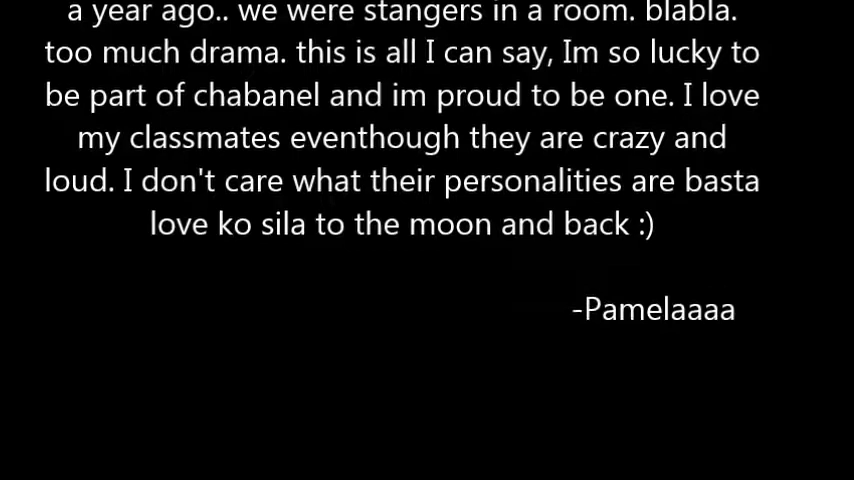 a year ago.. we were stangers in a room. blabla.
too much drama. this is all I can say, Im so lucky to
be part of chabanel and im proud to be one. I love
my classmates eventhough they are crazy and
loud. I don't care what their personalities are basta
love ko sila to the moon and back :)
-Pamelaaaa